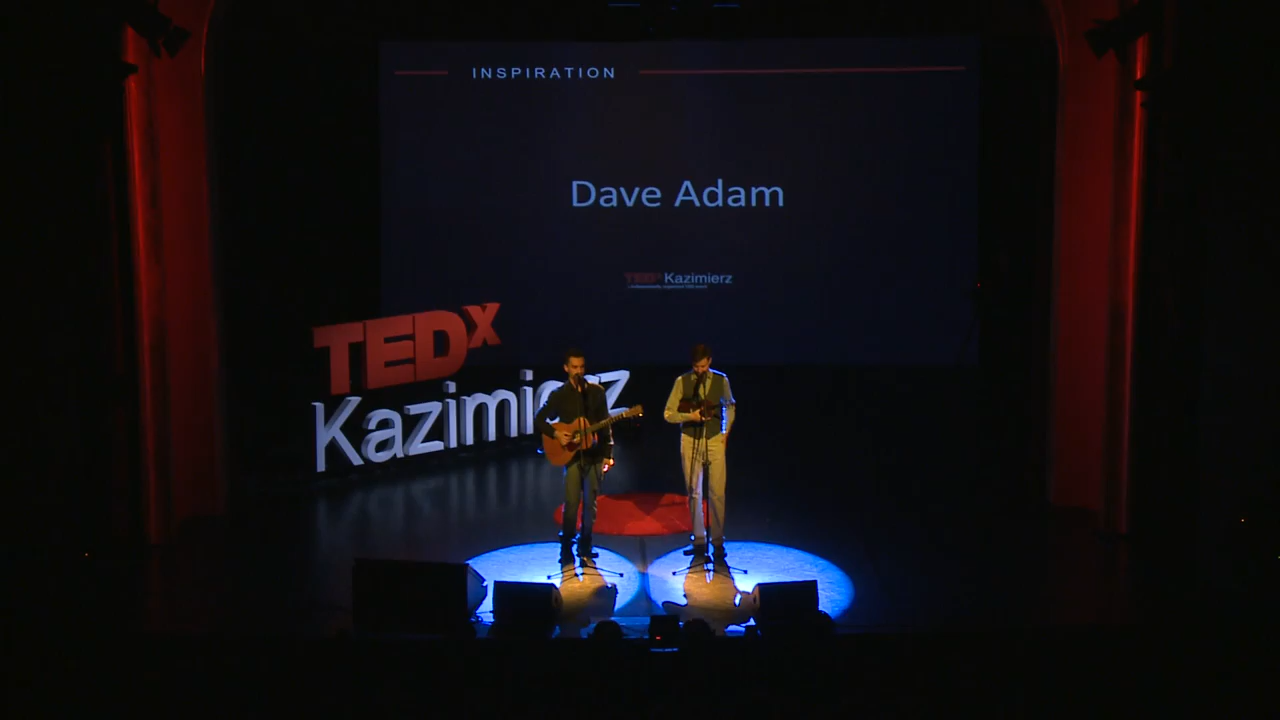 INSPIRATION
Dave Adam
TEDx Kazimierz
TEDx
Kazimierz